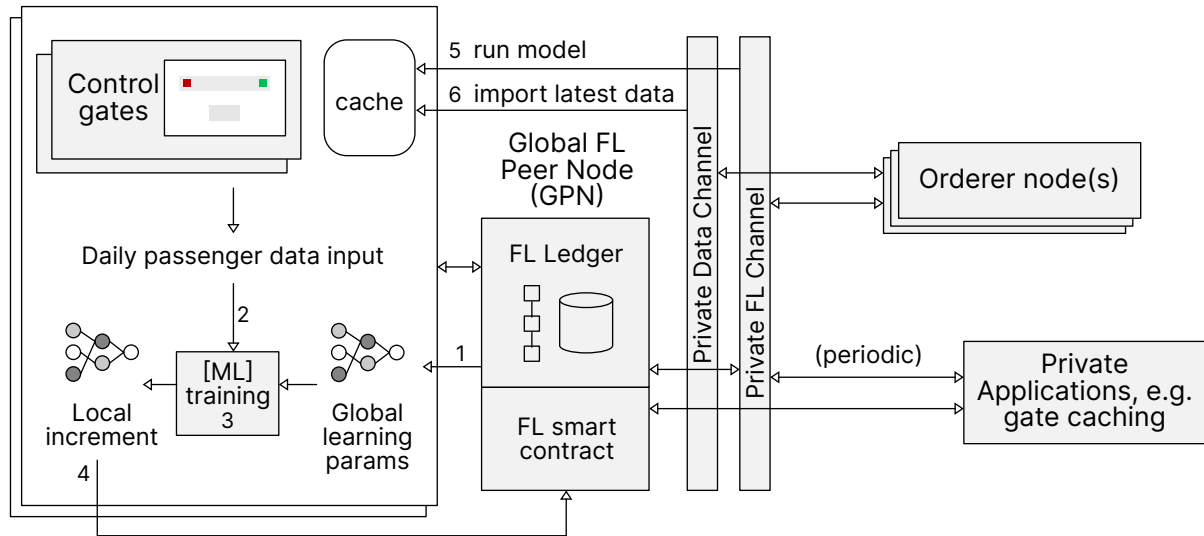 Control
gates
cache
5 run model
6 import latest data
Global FL
Peer Node
(GPN)
Private Data Channel
Private FL Channel
Orderer node(s)
Daily passenger data input
FL Ledger
2
1
(periodic)
Private
Applications, e.g.
gate caching
[ML]
training
3
Local
increment
4
Global
learning
params
FL smart
contract